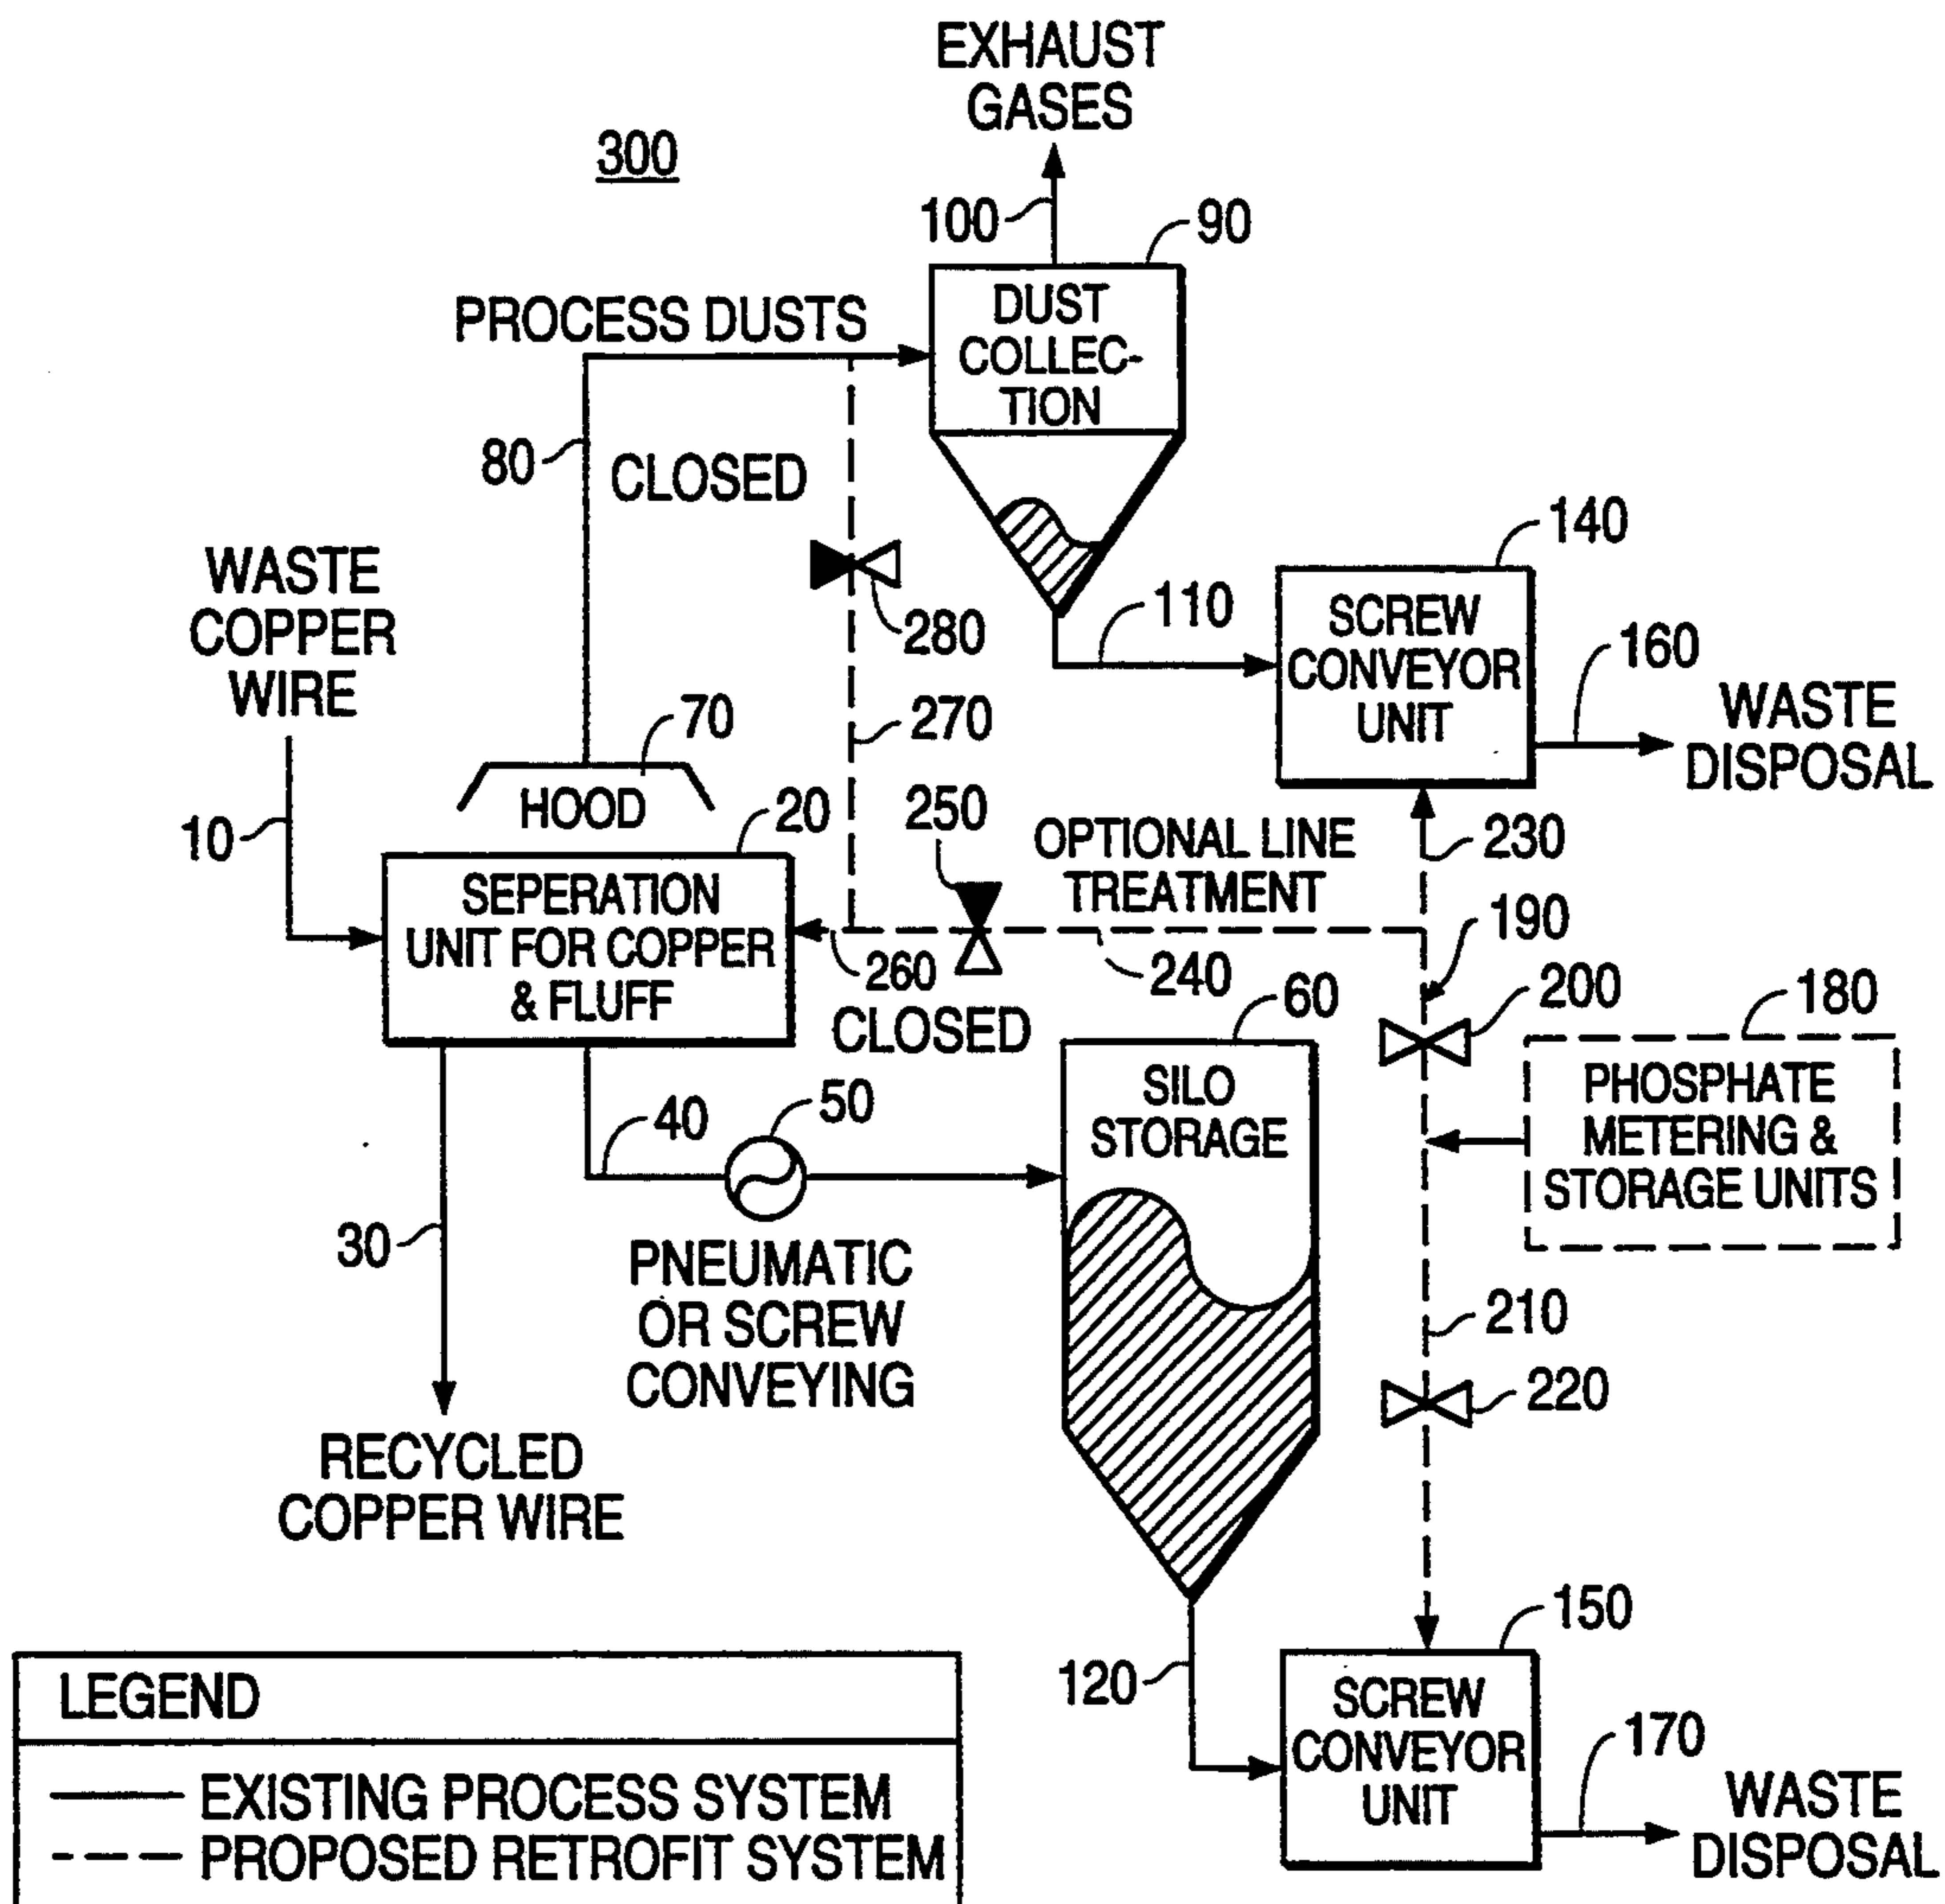 EXHAUST
GASES
300
100
90
PROCESS DUSTS
DUST
COLLEC-
TION
80
CLOSED
140
WASTE
COPPER
WIRE
280
110
SCREW
CONVEYOR
UNIT
160
WASTE
DISPOSAL
70
270
HOOD
20
250
10
OPTIONAL LINE
TREATMENT
230
SEPERATION
UNIT FOR COPPER
& FLUFF
190
260
240
CLOSED
60
200
180
SILO
STORAGE
PHOSPHATE
METERING &
STORAGE UNITS
40
50
30
PNEUMATIC
OR SCREW
CONVEYING
210
220
RECYCLED
COPPER WIRE
150
120
SCREW
CONVEYOR
UNIT
170
WASTE
DISPOSAL
LEGEND
EXISTING PROCESS SYSTEM
PROPOSED RETROFIT SYSTEM